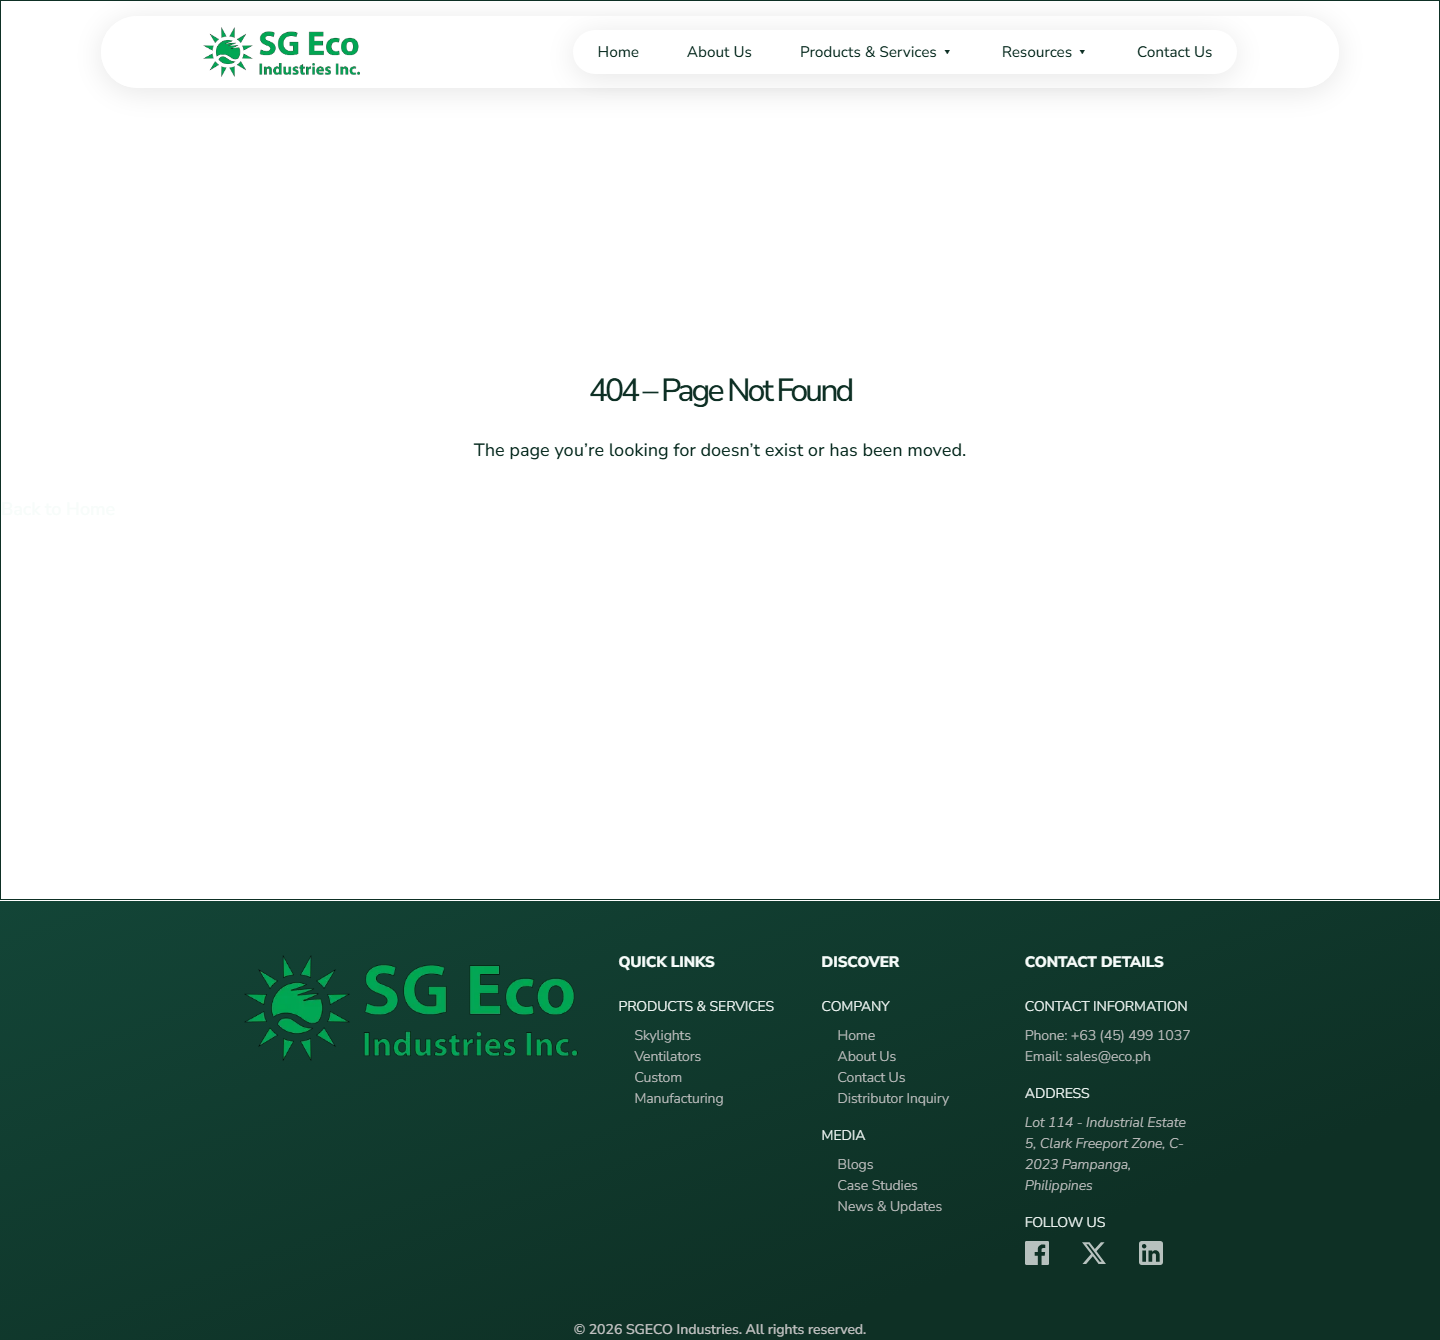 SG Eco
Industries Inc.
Home
About Us
Products & Services
Resources
Contact Us
404 – Page Not Found
The page you’re looking for doesn’t exist or has been moved.
Back to Home
SG Eco
Industries Inc.
QUICK LINKS
PRODUCTS & SERVICES
Skylights
Ventilators
Custom
Manufacturing
DISCOVER
COMPANY
Home
About Us
Contact Us
Distributor Inquiry
MEDIA
Blogs
Case Studies
News & Updates
CONTACT DETAILS
CONTACT INFORMATION
Phone: +63 (45) 499 1037
Email: sales@eco.ph
ADDRESS
Lot 114 - Industrial Estate
5, Clark Freeport Zone, C-
2023 Pampanga,
Philippines
FOLLOW US
© 2026 SGECO Industries. All rights reserved.